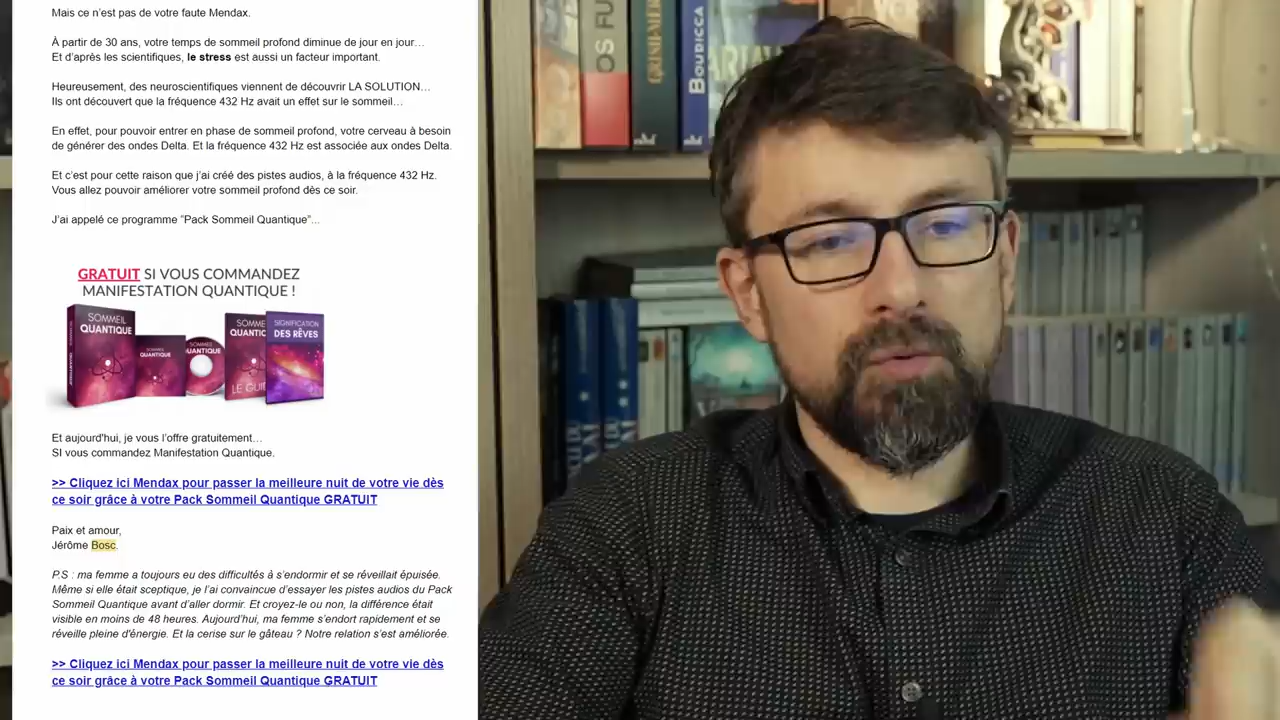 Mais ce n'est pas de votre faute Mendax.
À partir de 30 ans, votre temps de sommeil profond diminue de jour en jour…
Et d'après les scientifiques, le stress est aussi un facteur important.
Heureusement, des neuroscientifiques viennent de découvrir LA SOLUTION…
Ils ont découvert que la fréquence 432 Hz avait un effet sur le sommeil…
En effet, pour pouvoir entrer en phase de sommeil profond, votre cerveau à besoin
de générer des ondes Delta. Et la fréquence 432 Hz est associée aux ondes Delta.
Et c'est pour cette raison que j'ai créé des pistes audios, à la fréquence 432 Hz.
Vous allez pouvoir améliorer votre sommeil profond dès ce soir.
J'ai appelé ce programme "Pack Sommeil Quantique"...
GRATUIT SI VOUS COMMANDEZ
MANIFESTATION QUANTIQUE !
SOMMEIL
QUANTIQUE
SOMMEIL
QUANTIQUE
SOMMEIL
QUANTIQUE
SOMME
QUANTIQ
LE GUID
SIGNIFICATION
DES RÊVES
Et aujourd'hui, je vous l'offre gratuitement…
SI vous commandez Manifestation Quantique.
>> Cliquez ici Mendax pour passer la meilleure nuit de votre vie dès
ce soir grâce à votre Pack Sommeil Quantique GRATUIT
Paix et amour,
Jérôme Bosc.
P.S : ma femme a toujours eu des difficultés à s'endormir et se réveillait épuisée.
Même si elle était sceptique, je l'ai convaincue d'essayer les pistes audios du Pack
Sommeil Quantique avant d'aller dormir. Et croyez-le ou non, la différence était
visible en moins de 48 heures. Aujourd'hui, ma femme s'endort rapidement et se
réveille pleine d'énergie. Et la cerise sur le gâteau ? Notre relation s'est améliorée.
>> Cliquez ici Mendax pour passer la meilleure nuit de votre vie dès
ce soir grâce à votre Pack Sommeil Quantique GRATUIT
OS FU
BOUDICCA